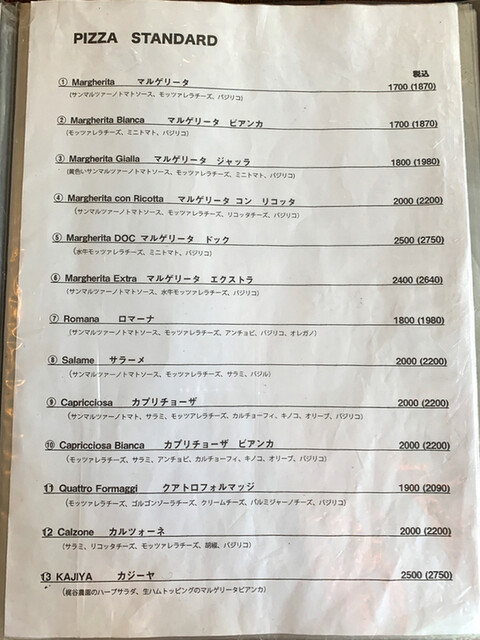 PIZZA STANDARD
税込
① Margherita マルゲリータ 1700 (1870)
(サンマルツァーノトマトソース、モッツァレラチーズ、バジリコ)
② Margherita Bianca マルゲリータ ビアンカ 1700 (1870)
(モッツァレラチーズ、ミニトマト、バジリコ)
③ Margherita Gialla マルゲリータ ジャッラ 1800 (1980)
(黄色いサンマルツァーノトマトソース、モッツァレラチーズ、ミニトマト、バジリコ)
④ Margherita con Ricotta マルゲリータ コン リコッタ 2000 (2200)
(サンマルツァーノトマトソース、モッツァレラチーズ、リコッタチーズ、バジリコ)
⑤ Margherita DOC マルゲリータ ドック 2500 (2750)
(水牛モッツァレラチーズ、ミニトマト、バジリコ)
⑥ Margherita Extra マルゲリータ エクストラ 2400 (2640)
(サンマルツァーノトマトソース、水牛モッツァレラチーズ、バジリコ)
⑦ Romana ロマーナ 1800 (1980)
(サンマルツァーノトマトソース、モッツァレラチーズ、アンチョビ、バジリコ、オレガノ)
⑧ Salame サラーメ 2000 (2200)
(サンマルツァーノトマトソース、モッツァレラチーズ、サラミ、バジル)
⑨ Capricciosa カプリチョーザ 2000 (2200)
(サンマルツァーノトマト、サラミ、モッツアレラチーズ、カルチョーフィ、キノコ、オリーブ、バジリコ)
⑩ Capricciosa Bianca カプリチョーザ ビアンカ 2000 (2200)
(モッツァレラチーズ、サラミ、アンチョビ、カルチョーフィ、キノコ、オリーブ、バジリコ)
11 Quattro Formaggi クアトロフォルマッジ 1900 (2090)
(モッツァレラチーズ、ゴルゴンゾーラチーズ、クリームチーズ、パルミジャーノチーズ、バジリコ)
12 Calzone カルツォーネ 2000 (2200)
(サラミ、リコッタチーズ、モッツァレラチーズ、胡椒、バジリコ)
13 KAJIYA カジーヤ 2500 (2750)
(梶谷農園のハーブサラダ、生ハムトッピングのマルゲリータビアンカ)